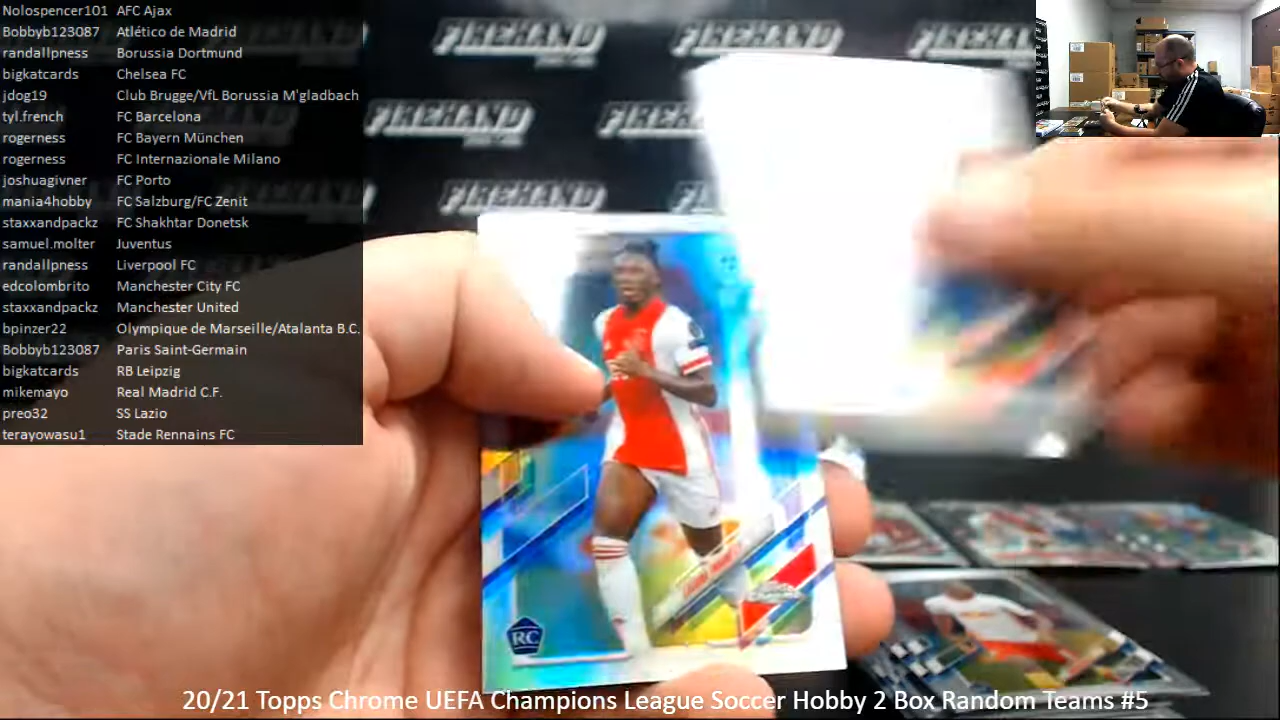 Nolospencer101 AFC Ajax
Bobbyb123087 Atlético de Madrid
randallpness Borussia Dortmund
bigkatcards Chelsea FC
jdog19 Club Brugge/VfL Borussia M'gladbach
tyl.french FC Barcelona
rogerness FC Bayern München
rogerness FC Internazionale Milano
joshuagivner FC Porto
mania4hobby FC Salzburg/FC Zenit
staxxandpackz FC Shakhtar Donetsk
samuel.molter Juventus
randallpness Liverpool FC
edcolombrito Manchester City FC
staxxandpackz Manchester United
bpinzer22 Olympique de Marseille/Atalanta B.C.
Bobbyb123087 Paris Saint-Germain
bigkatcards RB Leipzig
mikemayo Real Madrid C.F.
preo32 SS Lazio
terayowasu1 Stade Rennains FC
FIREHAND FIREHAND FIREHAND
FIREHAND FIREHAND
FIREHAND
RC
20/21 Topps Chrome UEFA Champions League Soccer Hobby 2 Box Random Teams #5